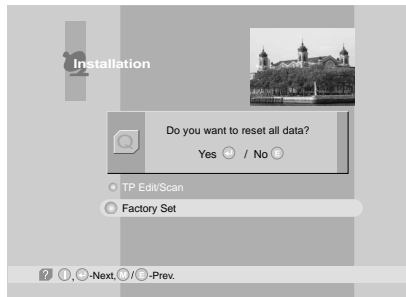 Installation
Do you want to reset all data?
Yes / No E
TP Edit/Scan
Factory Set
? , -Next, M / E -Prev.